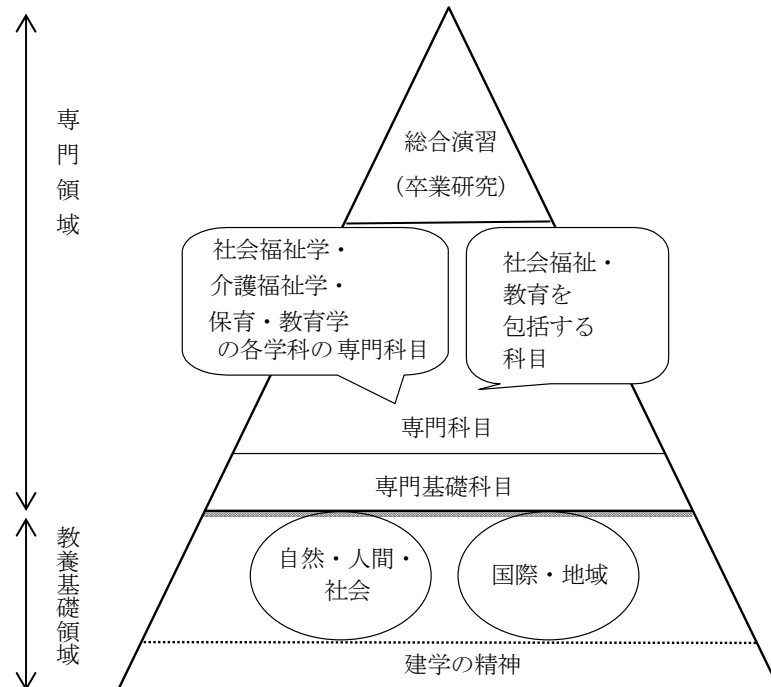 専門領域
総合演習
（卒業研究）
社会福祉学・
介護福祉学・
保育・教育学
の各学科の専門科目
社会福祉・
教育を
包括する
科目
専門科目
専門基礎科目
教養基礎領域
自然・人間・
社会
国際・地域
建学の精神